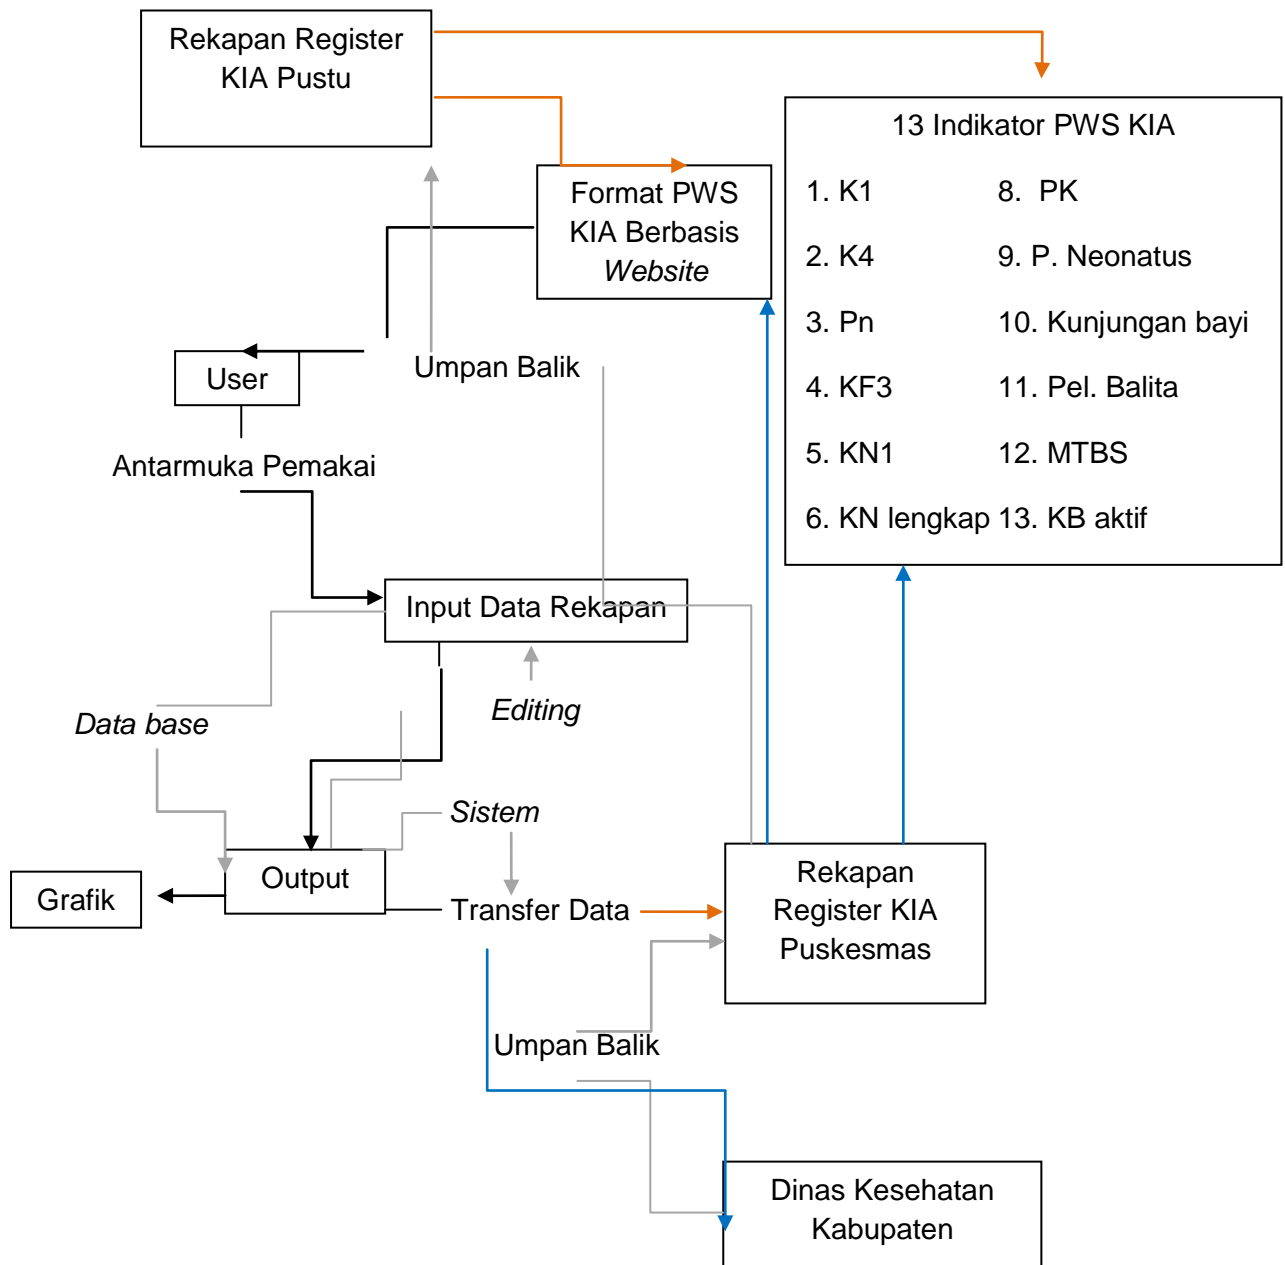 Rekapan Register
KIA Pustu
13 Indikator PWS KIA
1. K1
8. PK
2. K4
9. P. Neonatus
3. Pn
10. Kunjungan bayi
4. KF3
11. Pel. Balita
5. KN1
12. MTBS
6. KN lengkap
13. KB aktif
Format PWS
KIA Berbasis
Website
Umpan Balik
User
Antarmuka Pemakai
Input Data Rekapan
Editing
Data base
Sistem
Output
Grafik
Transfer Data
Rekapan
Register KIA
Puskesmas
Umpan Balik
Dinas Kesehatan
Kabupaten